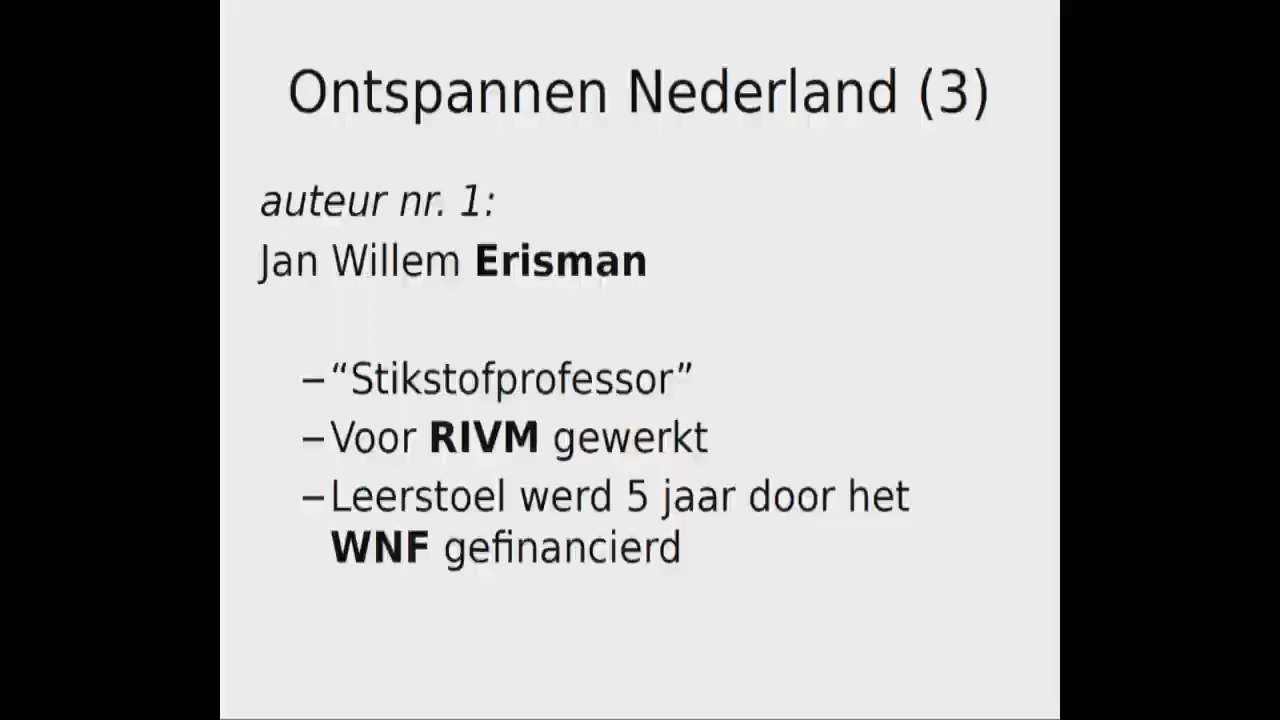 Ontspannen Nederland (3)
auteur nr. 1:
Jan Willem Erisman
–“Stikstofprofessor”
–Voor RIVM gewerkt
–Leerstoel werd 5 jaar door het
WNF gefinancierd